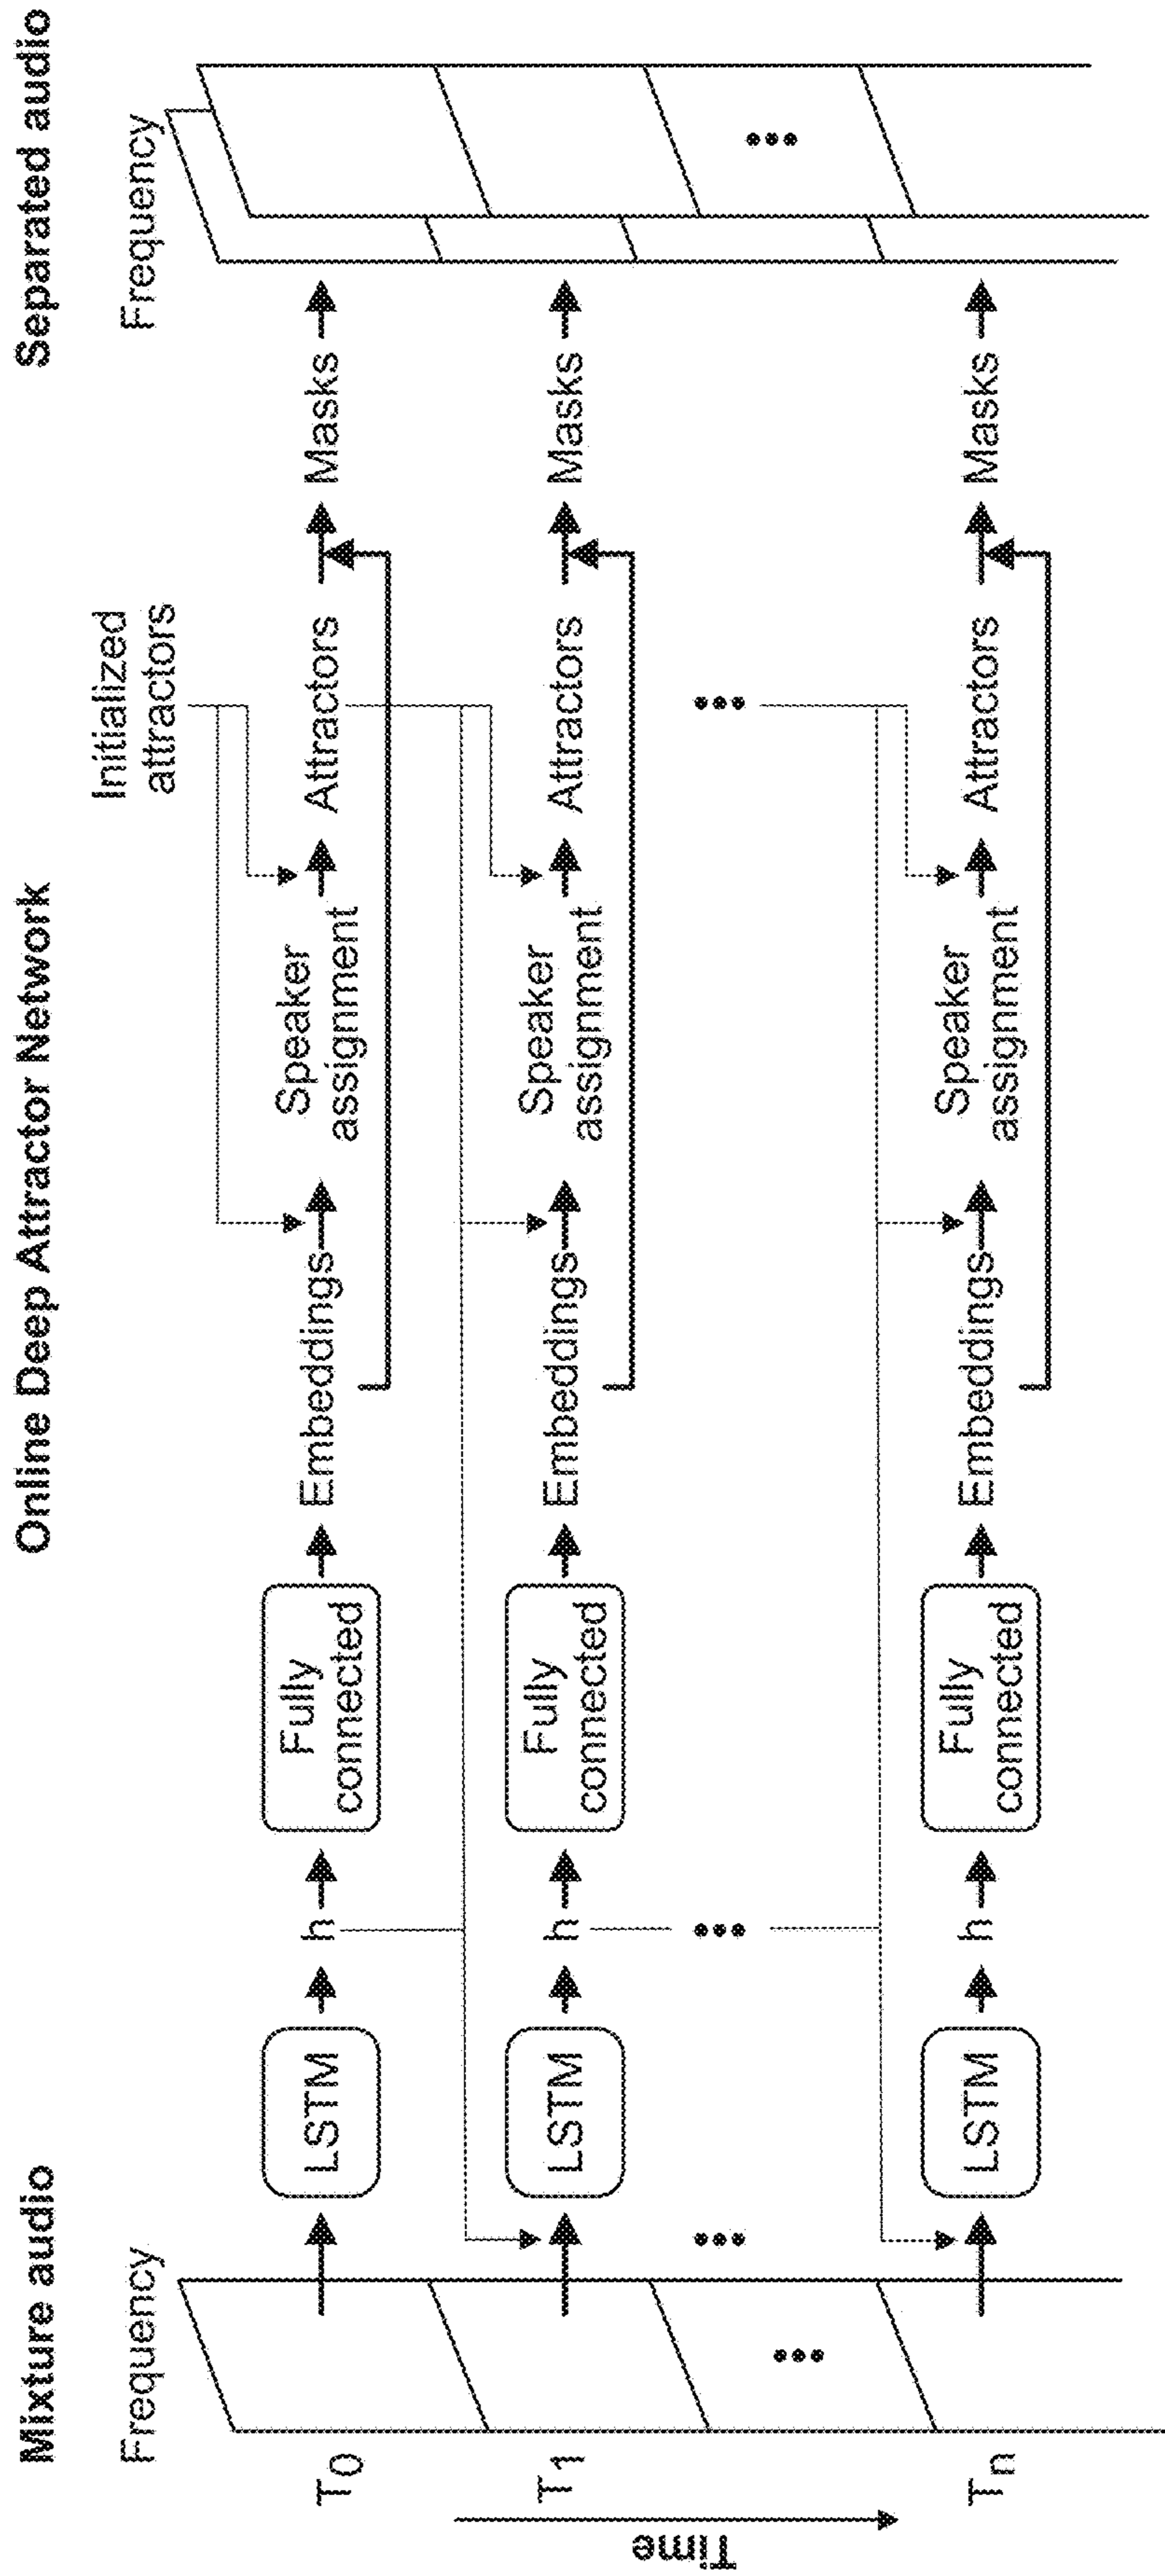 Mixture audio
Online Deep Attractor Network
Separated audio
Frequency
Initialized
attractors
Frequency
T0
LSTM
h
Fully
connected
Embeddings
Speaker
assignment
Attractors
Masks
T1
LSTM
h
Fully
connected
Embeddings
Speaker
assignment
Attractors
Masks
Time
Tn
LSTM
h
Fully
connected
Embeddings
Speaker
assignment
Attractors
Masks